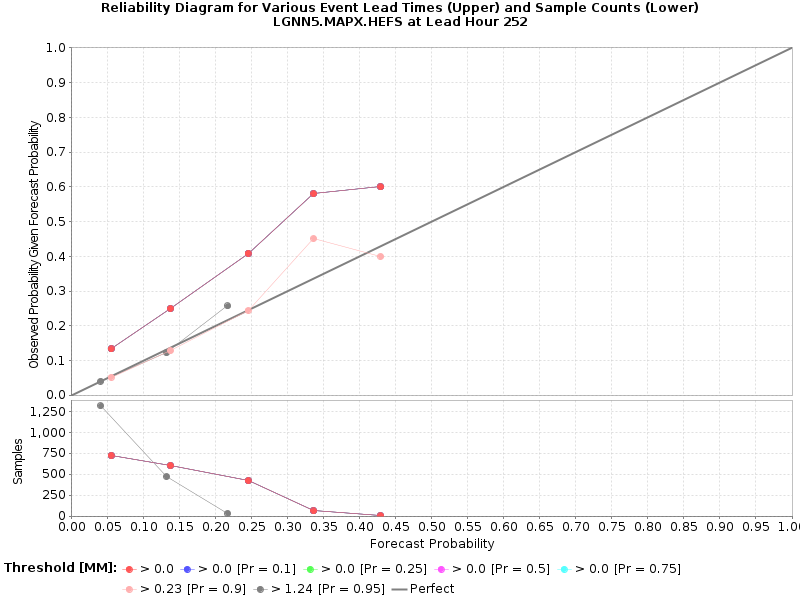 Reliability Diagram for Various Event Lead Times (Upper) and Sample Counts (Lower)
LGNN5.MAPX.HEFS at Lead Hour 252
Observed Probability Given Forecast Probability
1.0
0.9
0.8
0.7
0.6
0.5
0.4
0.3
0.2
0.1
0.0
Samples
1,250
1,000
750
500
250
0
0.00 0.05 0.10 0.15 0.20 0.25 0.30 0.35 0.40 0.45 0.50 0.55 0.60 0.65 0.70 0.75 0.80 0.85 0.90 0.95 1.0
Forecast Probability
Threshold [MM]: > 0.0 > 0.0 [Pr = 0.1] > 0.0 [Pr = 0.25] > 0.0 [Pr = 0.5] > 0.0 [Pr = 0.75]
> 0.23 [Pr = 0.9] > 1.24 [Pr = 0.95] Perfect